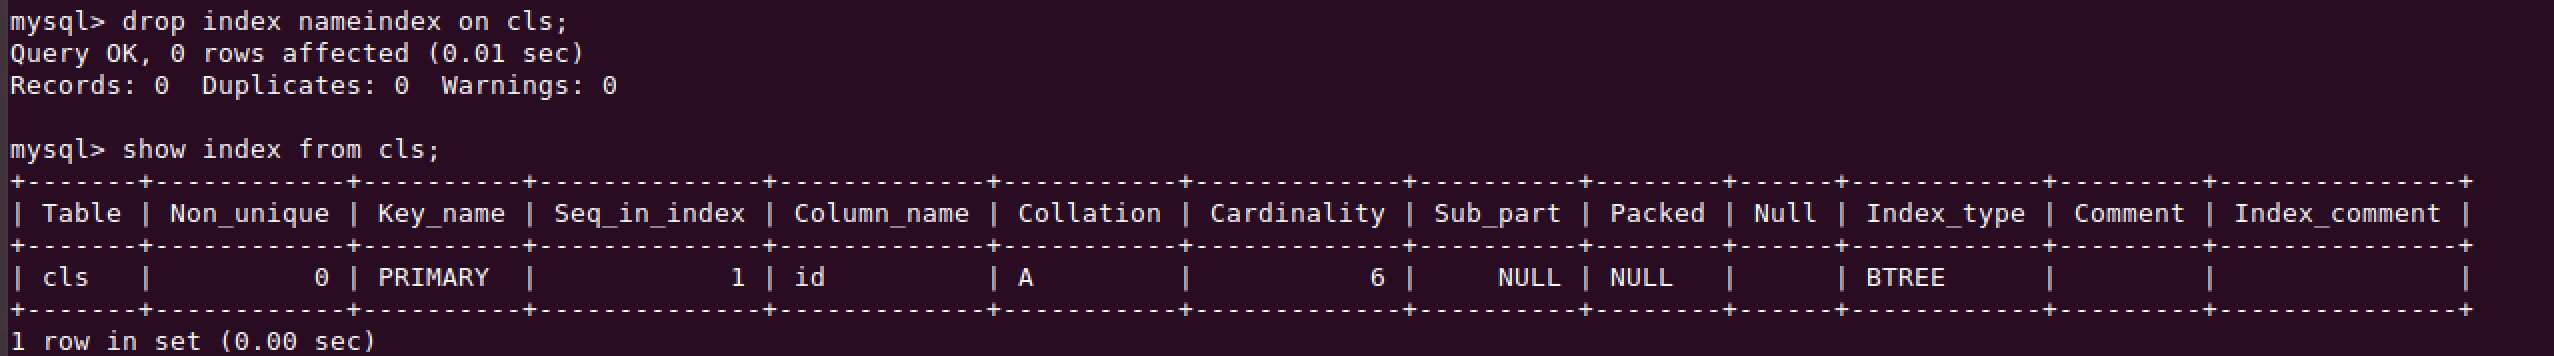 mysql> drop index nameindex on cls;
Query OK, 0 rows affected (0.01 sec)
Records: 0  Duplicates: 0  Warnings: 0
mysql> show index from cls;
+-------+------------+----------+--------------+-------------+-----------+-------------+----------+--------+------+------------+---------+---------------+
| Table | Non_unique | Key_name | Seq_in_index | Column_name | Collation | Cardinality | Sub_part | Packed | Null | Index_type | Comment | Index_comment |
+-------+------------+----------+--------------+-------------+-----------+-------------+----------+--------+------+------------+---------+---------------+
| cls   |          0 | PRIMARY  |            1 | id          | A         |           6 |     NULL | NULL   |      | BTREE      |         |               |
+-------+------------+----------+--------------+-------------+-----------+-------------+----------+--------+------+------------+---------+---------------+
1 row in set (0.00 sec)